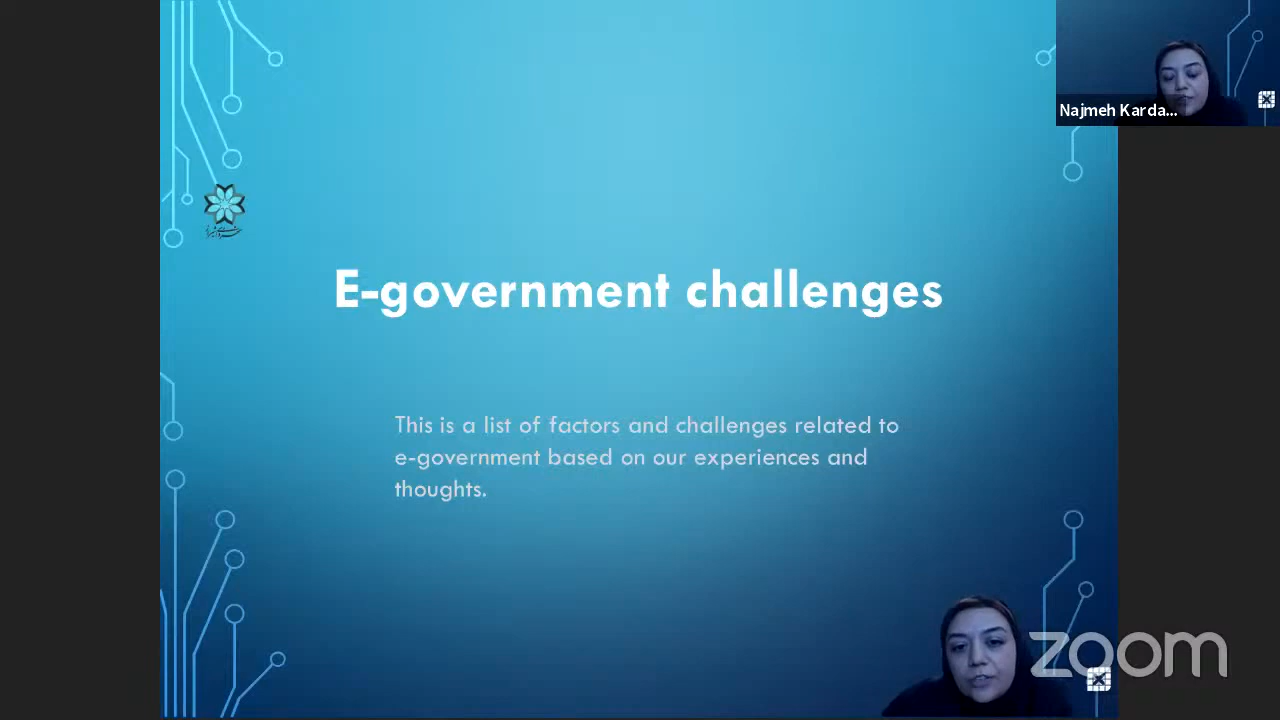 Najmeh Karda...
E-government challenges
This is a list of factors and challenges related to
e-government based on our experiences and
thoughts.
zoom